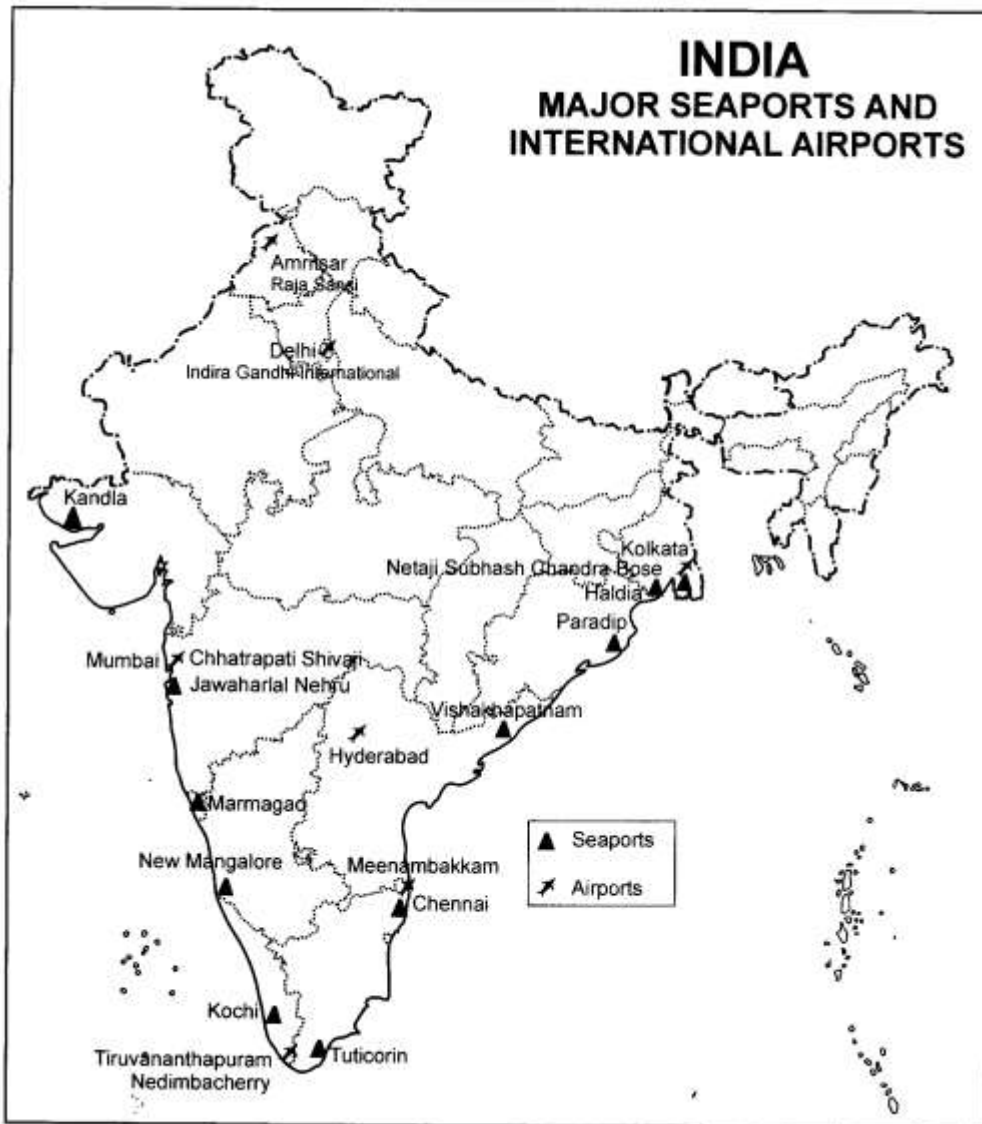 INDIA
MAJOR SEAPORTS AND
INTERNATIONAL AIRPORTS
Amritsar
Raja Sansi
Delhi
Indira Gandhi International
Kandla
Kolkata
Netaji Subhash Chandra Bose
Haldia
Paradip
Mumbai
Chhatrapati Shivaji
Jawaharlal Nehru
Vishakhapatnam
Hyderabad
Marmagao
Seaports
Airports
New Mangalore
Meenambakkam
Chennai
Kochi
Tiruvananthapuram
Nedimbacherry
Tuticorin